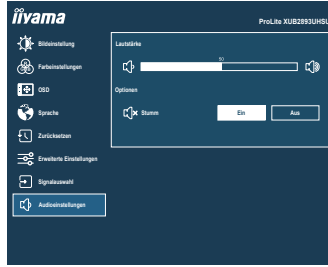 iiyama
ProLite XUB2893UHSU
Bildeinstellung
Farbeinstellungen
OSD
Sprache
Zurücksetzen
Erweiterte Einstellungen
Signalauswahl
Audioeinstellungen
Lautstärke
50
Optionen
Stumm
Ein
Aus